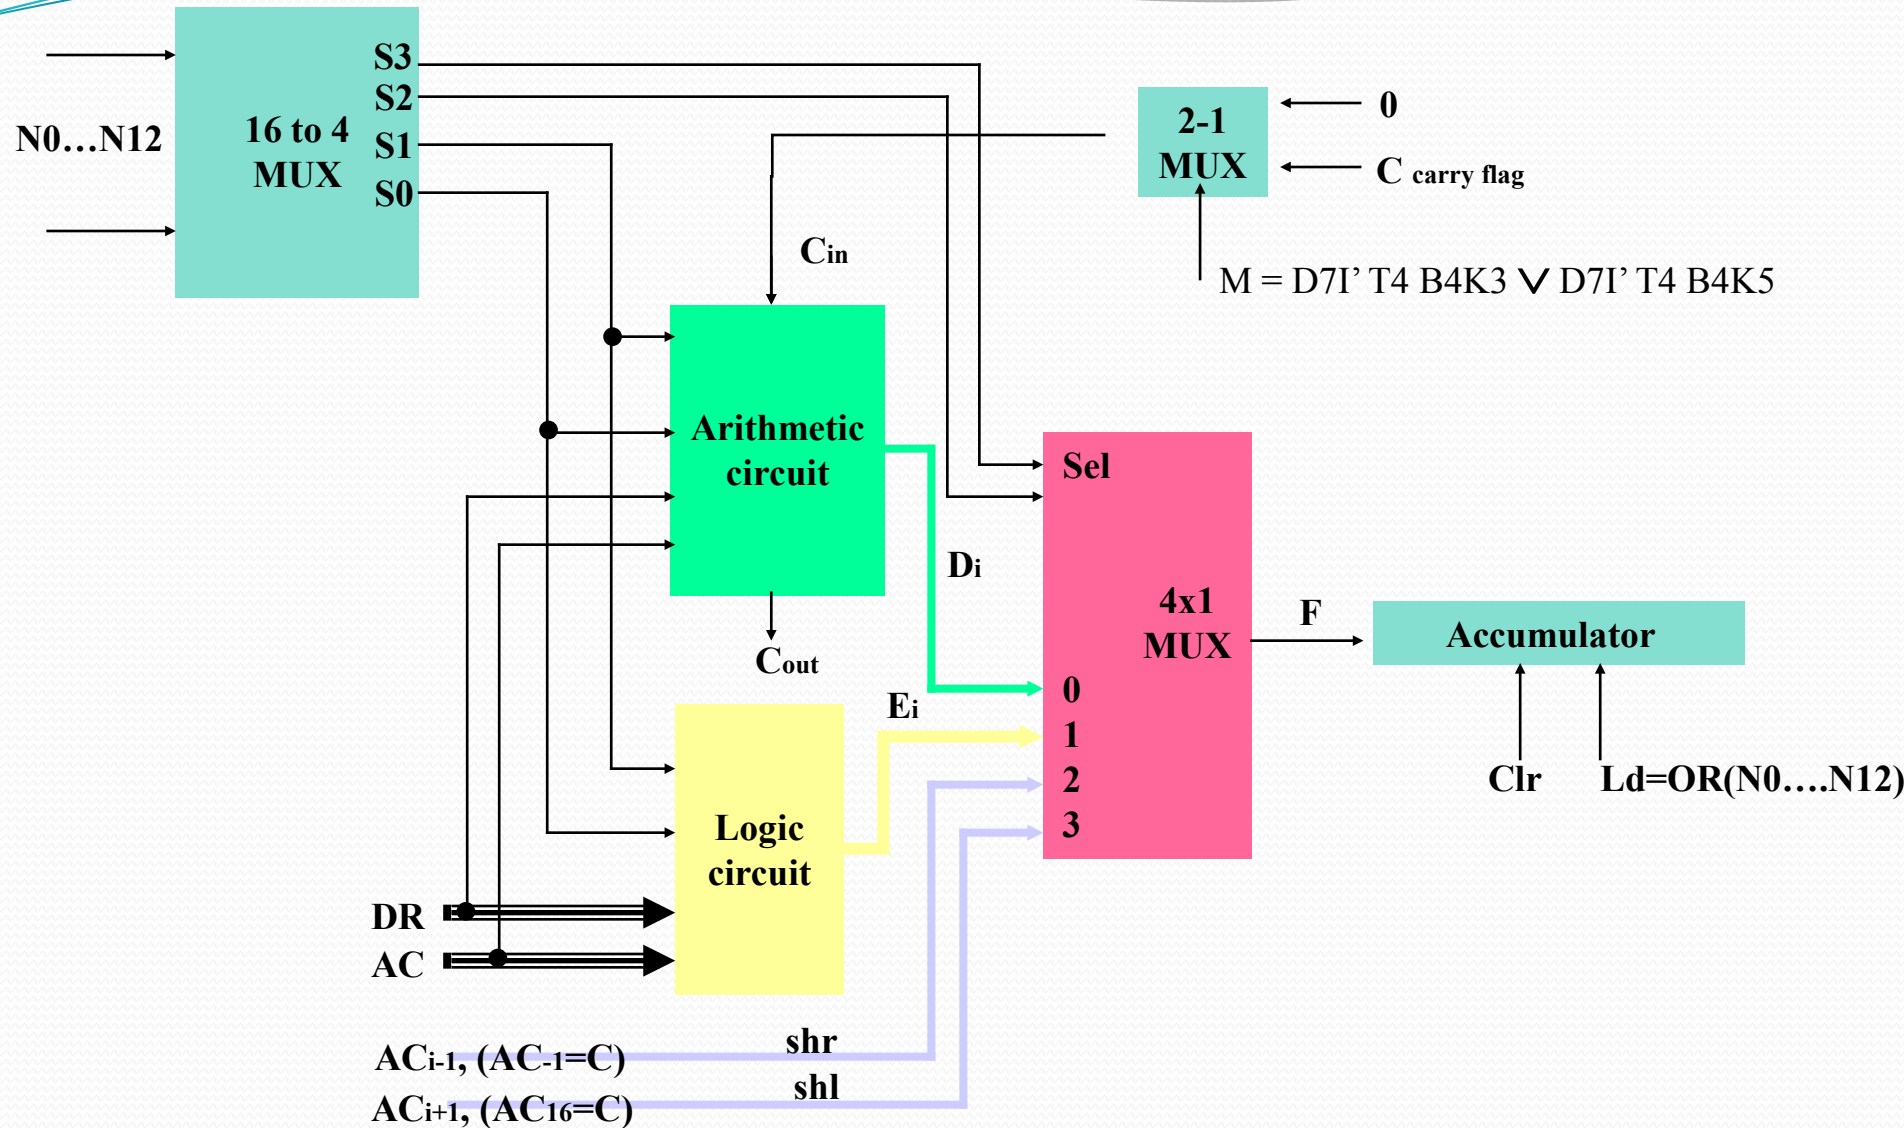 S3
S2
S1
S0
N0…N12
16 to 4
MUX
2-1
MUX
0
C carry flag
Cin
M = D7I’ T4 B4K3 ∨ D7I’ T4 B4K5
Arithmetic
circuit
Sel
Di
4x1
MUX
F
Accumulator
Cout
0
1
2
3
Ei
Clr
Ld=OR(N0….N12)
Logic
circuit
DR
AC
shr
ACi-1, (AC-1=C)
shl
ACi+1, (AC16=C)